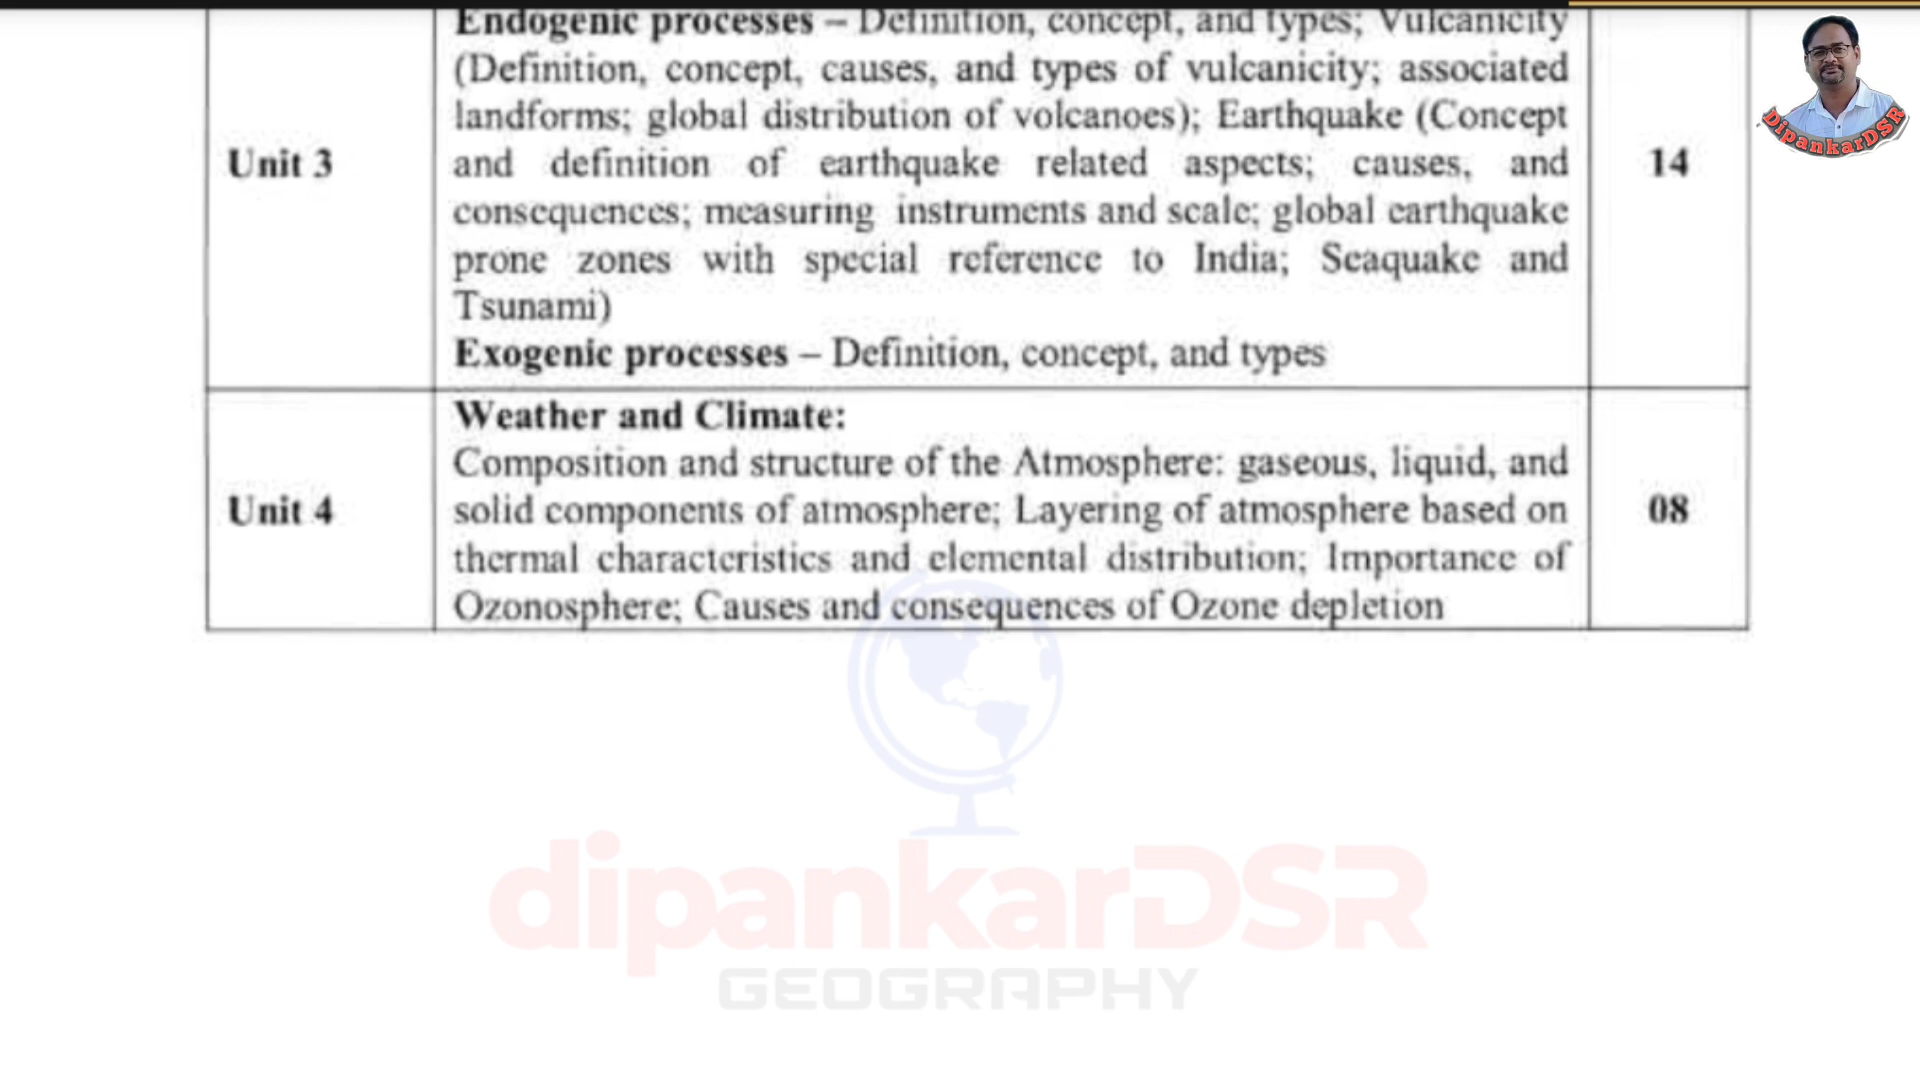 Endogenic processes – Definition, concept, and types; Vulcanicity
(Definition, concept, causes, and types of vulcanicity; associated
landforms; global distribution of volcanoes); Earthquake (Concept
Unit 3
and definition of earthquake related aspects; causes, and
14
consequences; measuring instruments and scale; global earthquake
prone zones with special reference to India; Seaquake and
Tsunami)
Exogenic processes – Definition, concept, and types
Weather and Climate:
Composition and structure of the Atmosphere: gaseous, liquid, and
Unit 4
solid components of atmosphere; Layering of atmosphere based on
08
thermal characteristics and elemental distribution; Importance of
Ozonosphere; Causes and consequences of Ozone depletion
DipankarDSR
dipankarDSR
GEOGRAPHY